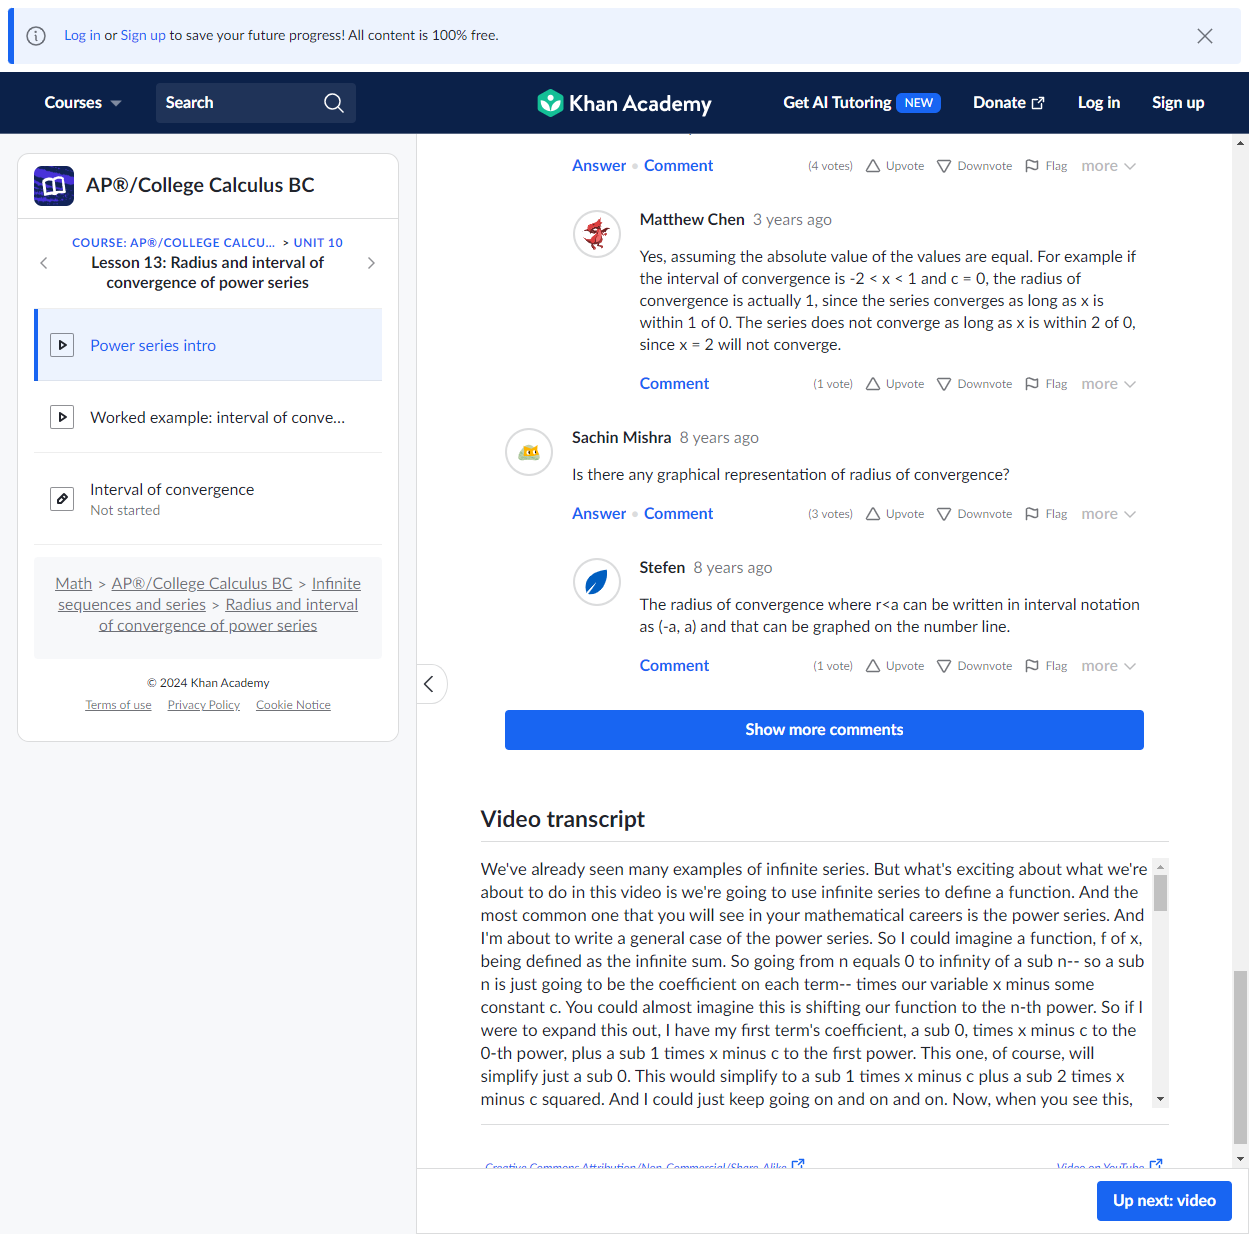 Log in or Sign up to save your future progress! All content is 100% free.
Courses
Search
Khan Academy
Get AI Tutoring NEW
Donate
Log in
Sign up
AP®/College Calculus BC
COURSE: AP®/COLLEGE CALCU... > UNIT 10
Lesson 13: Radius and interval of
convergence of power series
Power series intro
Worked example: interval of conve...
Interval of convergence
Not started
Math > AP®/College Calculus BC > Infinite
sequences and series > Radius and interval
of convergence of power series
© 2024 Khan Academy
Terms of use Privacy Policy Cookie Notice
Answer • Comment (4 votes) Upvote Downvote Flag more
Matthew Chen 3 years ago
Yes, assuming the absolute value of the values are equal. For example if
the interval of convergence is -2 < x < 1 and c = 0, the radius of
convergence is actually 1, since the series converges as long as x is
within 1 of 0. The series does not converge as long as x is within 2 of 0,
since x = 2 will not converge.
Comment (1 vote) Upvote Downvote Flag more
Sachin Mishra 8 years ago
Is there any graphical representation of radius of convergence?
Answer • Comment (3 votes) Upvote Downvote Flag more
Stefen 8 years ago
The radius of convergence where r<a can be written in interval notation
as (-a, a) and that can be graphed on the number line.
Comment (1 vote) Upvote Downvote Flag more
Show more comments
Video transcript
We've already seen many examples of infinite series. But what's exciting about what we're
about to do in this video is we're going to use infinite series to define a function. And the
most common one that you will see in your mathematical careers is the power series. And
I'm about to write a general case of the power series. So I could imagine a function, f of x,
being defined as the infinite sum. So going from n equals 0 to infinity of a sub n-- so a sub
n is just going to be the coefficient on each term-- times our variable x minus some
constant c. You could almost imagine this is shifting our function to the n-th power. So if I
were to expand this out, I have my first term's coefficient, a sub 0, times x minus c to the
0-th power, plus a sub 1 times x minus c to the first power. This one, of course, will
simplify just a sub 0. This would simplify to a sub 1 times x minus c plus a sub 2 times x
minus c squared. And I could just keep going on and on and on. Now, when you see this,
Creative Commons Attribution/Non-Commercial/Share-Alike
Video on YouTube
Up next: video